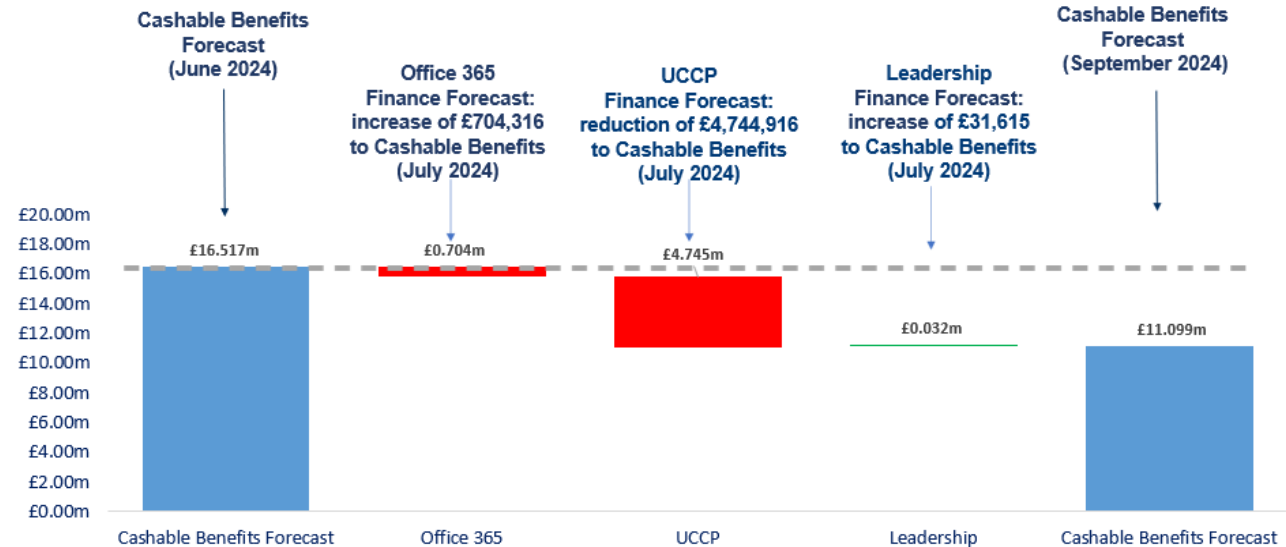 Cashable Benefits
Forecast
(June 2024)
Office 365
Finance Forecast:
increase of £704,316
to Cashable Benefits
(July 2024)
UCCP
Finance Forecast:
reduction of £4,744,916
to Cashable Benefits
(July 2024)
Leadership
Finance Forecast:
increase of £31,615
to Cashable Benefits
(July 2024)
Cashable Benefits
Forecast
(September 2024)
£20.00m
£18.00m
£16.00m
£14.00m
£12.00m
£10.00m
£8.00m
£6.00m
£4.00m
£2.00m
£0.00m
£16.517m
£0.704m
£4.745m
£0.032m
£11.099m
Cashable Benefits Forecast
Office 365
UCCP
Leadership
Cashable Benefits Forecast